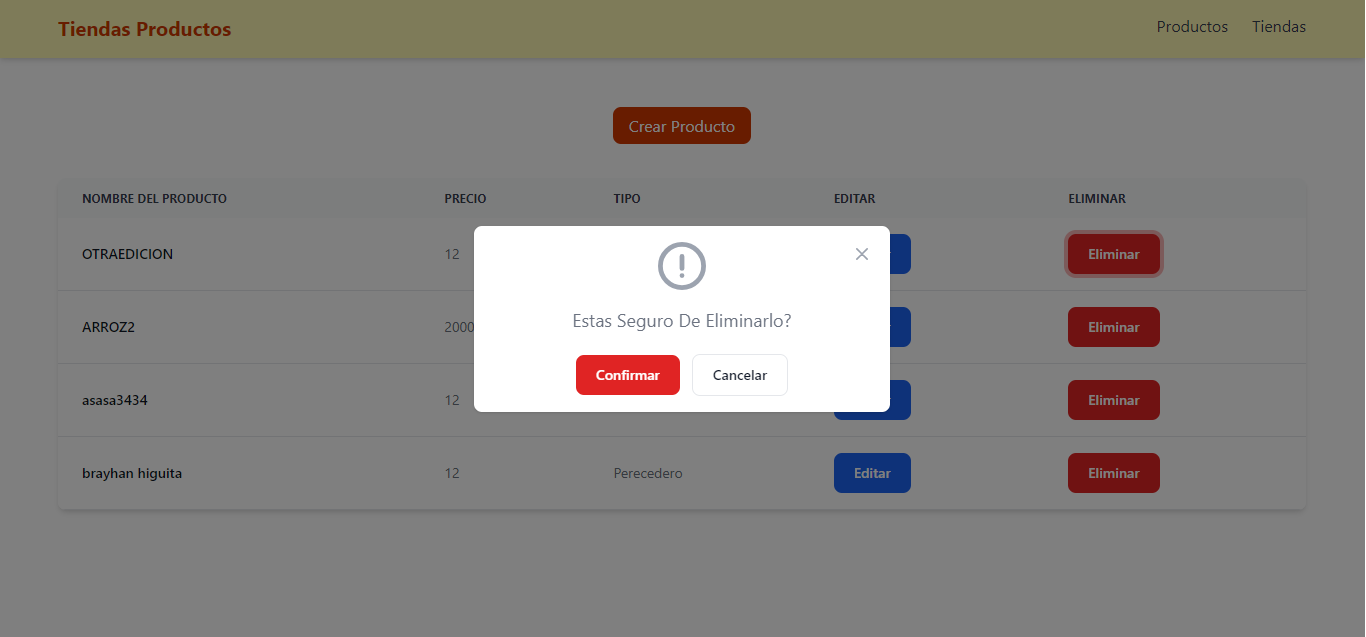 Tiendas Productos
Productos
Tiendas
Crear Producto
NOMBRE DEL PRODUCTO PRECIO TIPO EDITAR ELIMINAR
OTRAEDICION 12 Eliminar
ARROZ2 2000 Eliminar
asasa3434 12 Eliminar
brayhan higuita 12 Perecedero Editar Eliminar
Estas Seguro De Eliminarlo?
Confirmar Cancelar